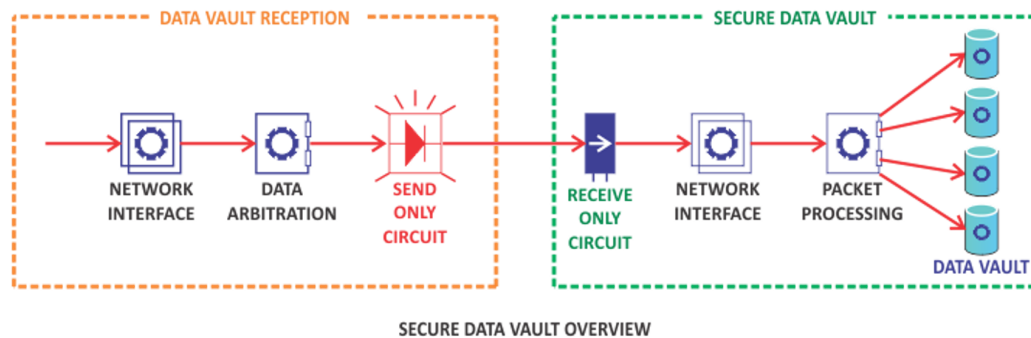 DATA VAULT RECEPTION
SECURE DATA VAULT
NETWORK
INTERFACE
DATA
ARBITRATION
SEND
ONLY
CIRCUIT
RECEIVE
ONLY
CIRCUIT
NETWORK
INTERFACE
PACKET
PROCESSING
DATA VAULT
SECURE DATA VAULT OVERVIEW